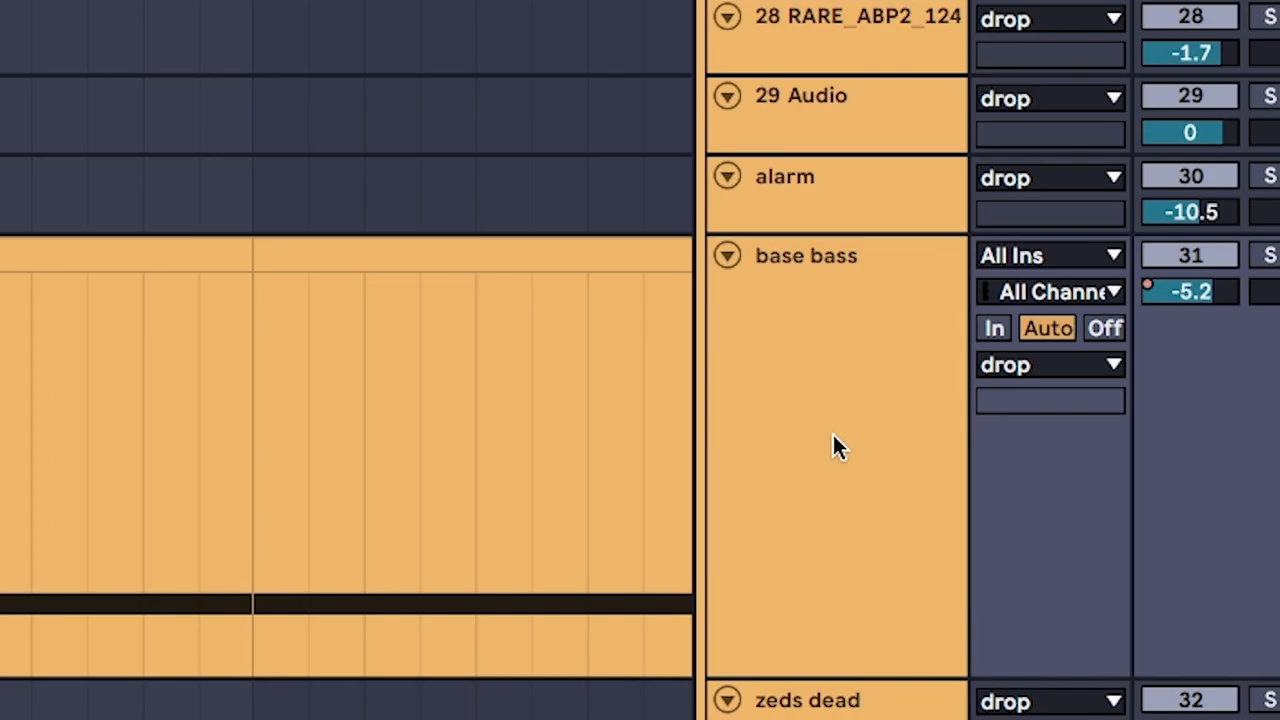 28 RARE_ABP2_124 drop 28 S
-1.7
29 Audio drop 29 S
0
alarm drop 30 S
-10.5
base bass All Ins 31 S
All Channe -5.2
In Auto Off
drop
zeds dead drop 32 S